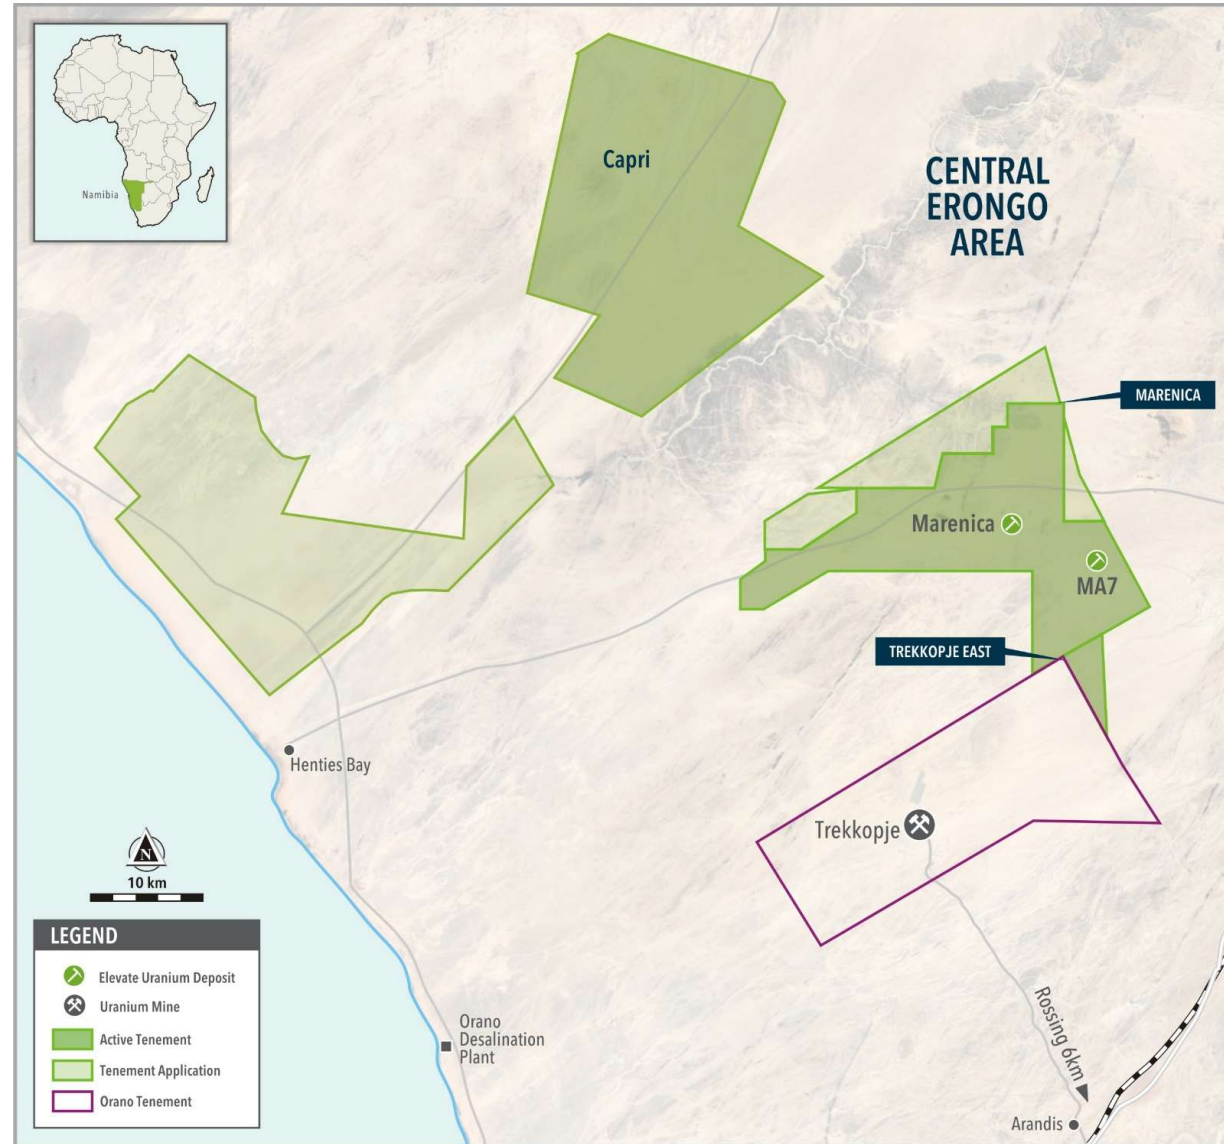 Namibia
Capri
CENTRAL
ERONGO
AREA
MARENICA
Marenica
MA7
TREKKOPJE EAST
Henties Bay
Trekkopje
N
10 km
LEGEND
Elevate Uranium Deposit
Uranium Mine
Active Tenement
Tenement Application
Orano Tenement
Orano
Desalination
Plant
Rossing 6km
Arandis